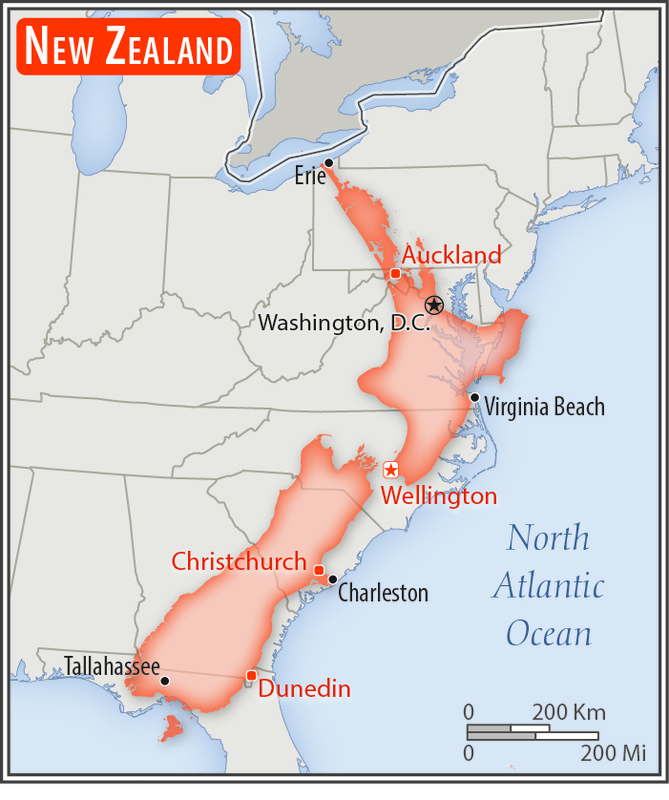 NEW ZEALAND
Erie
Auckland
Washington, D.C.
Virginia Beach
Wellington
North
Atlantic
Ocean
Christchurch
Charleston
Tallahassee
Dunedin
0 200 Km
0 200 Mi